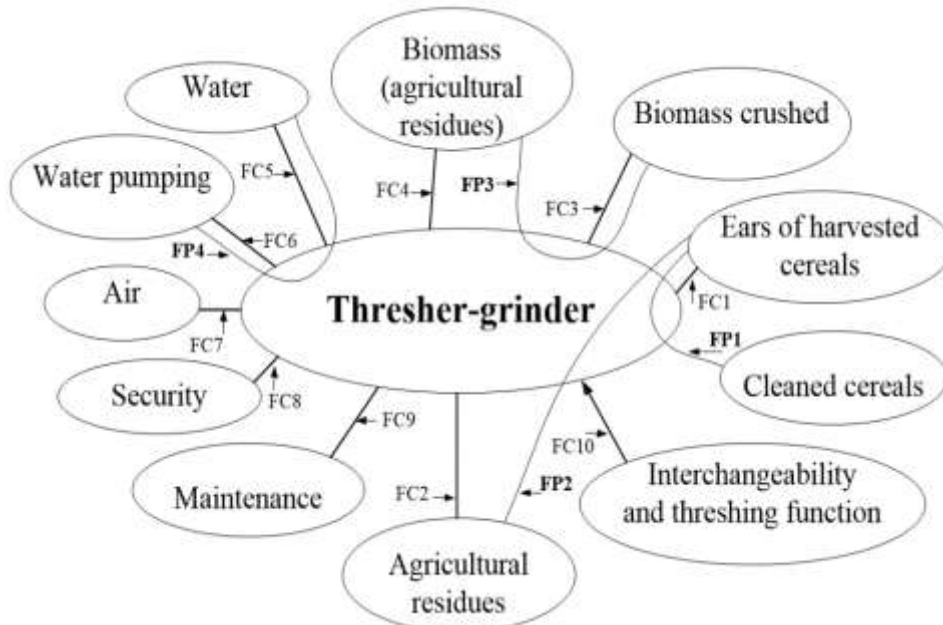 Biomass
(agricultural
residues)
Water
Biomass crushed
Water pumping
FC5
FC4
FP3
FC3
FC6
FP4
Ears of harvested
cereals
Air
Thresher-grinder
FC1
FC7
FP1
Security
FC8
Cleaned cereals
FC9
FC10
Maintenance
FC2
FP2
Interchangeability
and threshing function
Agricultural
residues